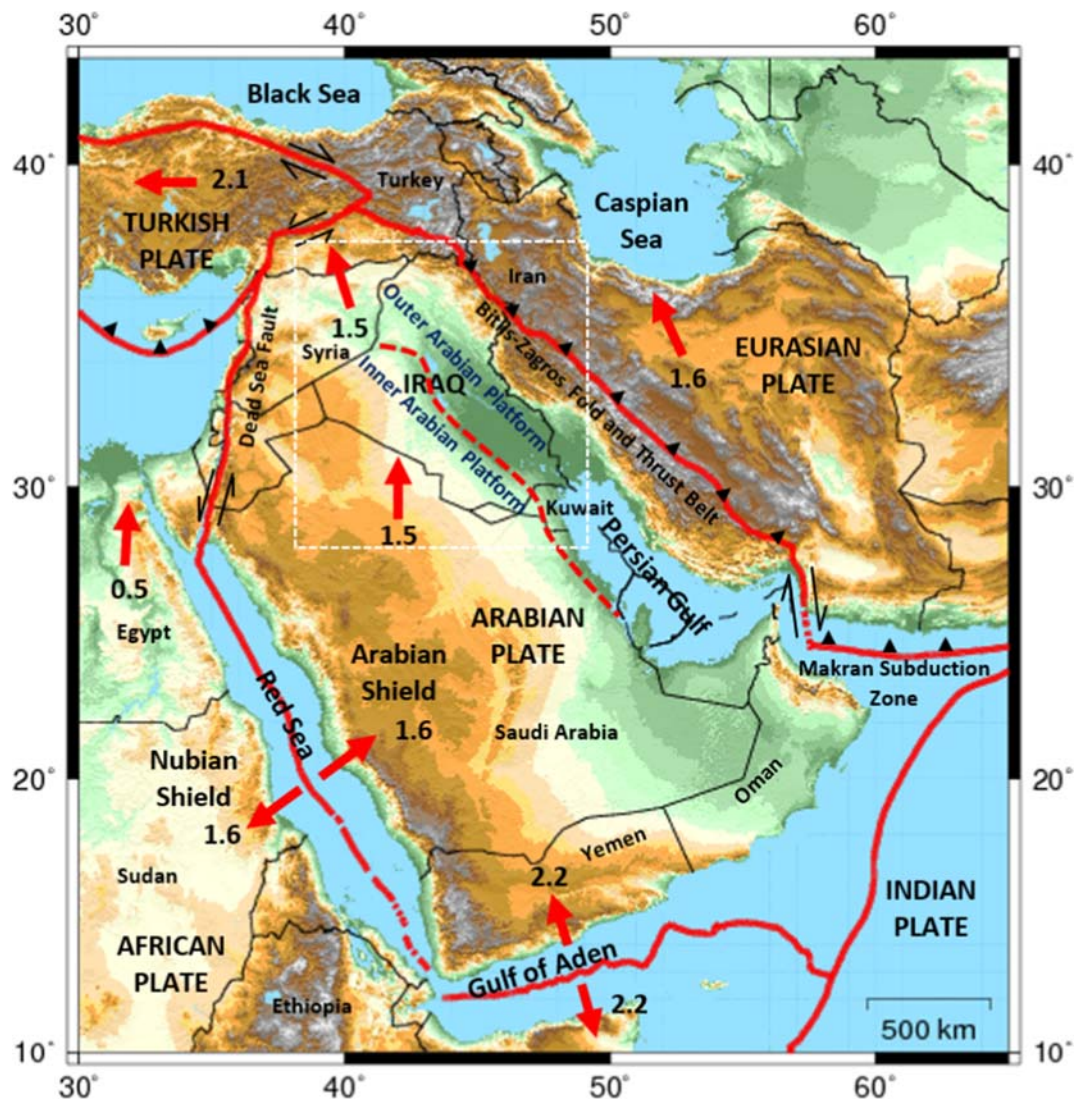 30°
40°
50°
60°
Black Sea
40°
40°
Turkey
2.1
Caspian
Sea
TURKISH
PLATE
Iran
1.5
Syria
Outer Arabian Platform
Bitlis-Zagros Fold and Thrust Belt
EURASIAN
PLATE
1.6
Dead Sea Fault
IRAQ
Inner Arabian Platform
30°
30°
Kuwait
1.5
Persian Gulf
0.5
Egypt
ARABIAN
PLATE
Arabian
Shield
1.6
Makran Subduction
Zone
Red Sea
Saudi Arabia
Nubian
Shield
1.6
20°
20°
Oman
Yemen
Sudan
2.2
INDIAN
PLATE
AFRICAN
PLATE
Gulf of Aden
Ethiopia
2.2
500 km
10°
10°
30°
40°
50°
60°